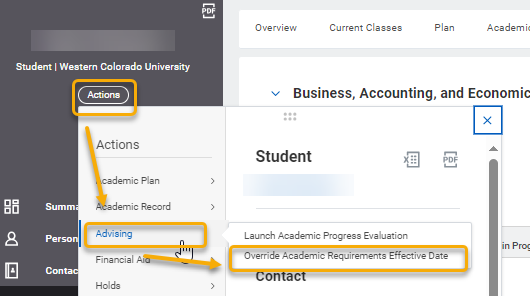 PDF
Overview Current Classes Plan Academi
Student | Western Colorado University
Actions
Business, Accounting, and Economic
Actions
Student
PDF
Academic Plan
Academic Record
Summa
Advising
Launch Academic Progress Evaluation
Person
in Prog
Override Academic Requirements Effective Date
Financial Aid
Contac
Contact
Holds